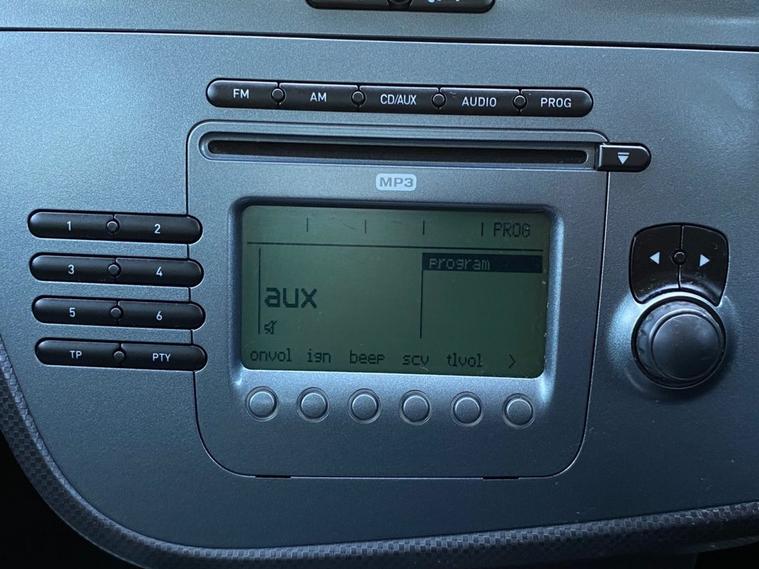 FM AM CD/AUX AUDIO PROG
MP3
1 2
3 4
5 6
TP PTY
PROG
program
aux
onvol ign beep scv tlvol >